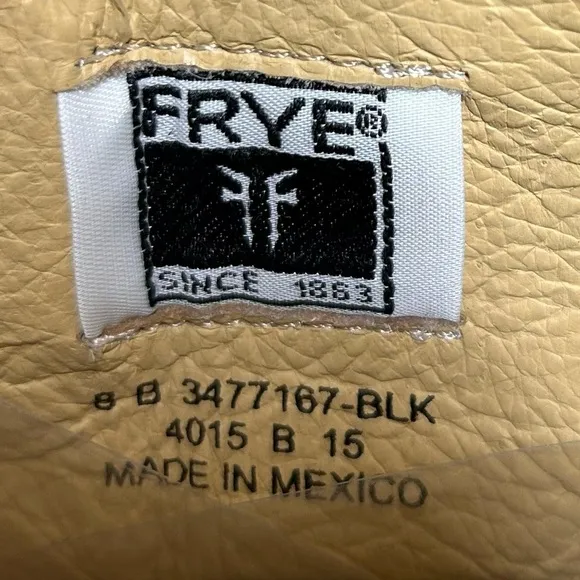 FRYE®
SINCE 1863
8 B 3477167-BLK
4015 B 15
MADE IN MEXICO